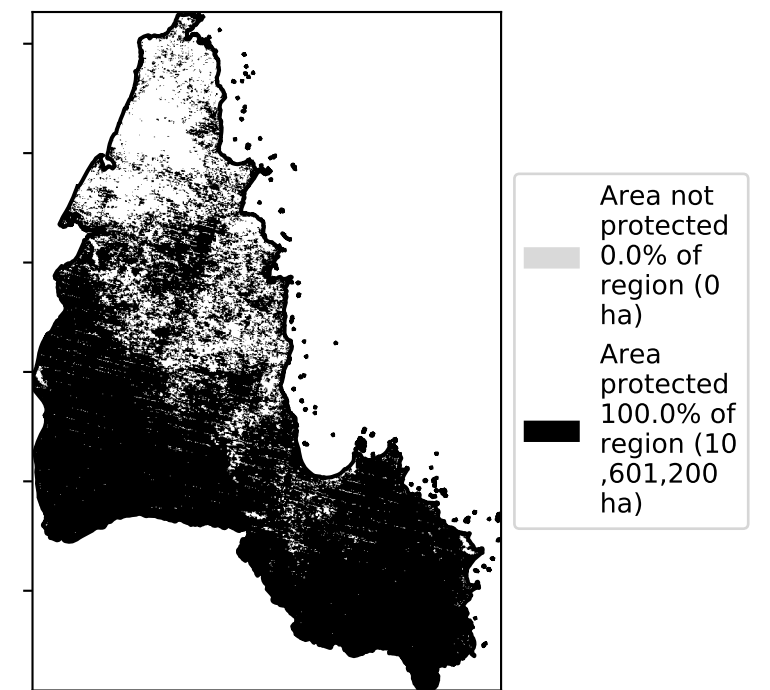 Area not
protected
0.0% of
region (0
ha)
Area
protected
100.0% of
region (10
,601,200
ha)